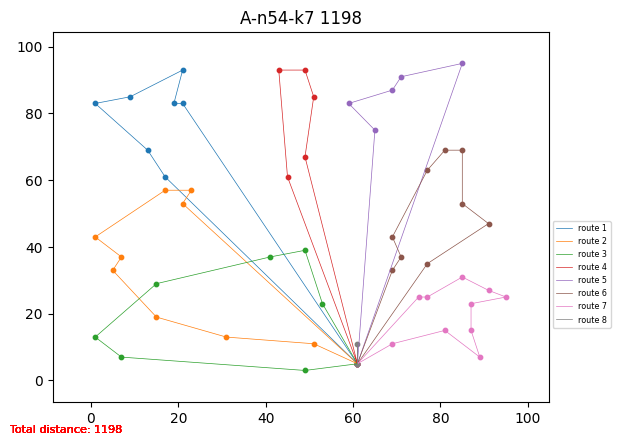 A-n54-k7 1198
100
80
60
40
20
0
0 20 40 60 80 100
route 1
route 2
route 3
route 4
route 5
route 6
route 7
route 8
Total distance: 1198